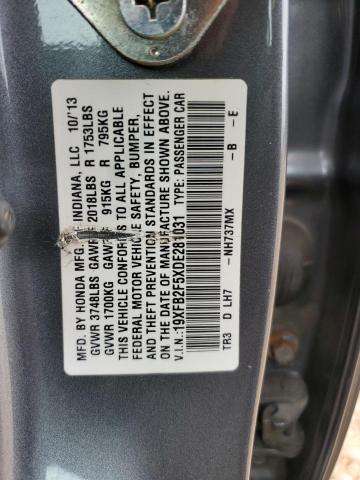 MFD. BY HONDA MFG. OF INDIANA, LLC 10/'13
GVWR 3748LBS GAWR F 2018LBS R 1753LBS
GVWR 1700KG GAWR F 915KG R 795KG
THIS VEHICLE CONFORMS TO ALL APPLICABLE
FEDERAL MOTOR VEHICLE SAFETY, BUMPER,
AND THEFT PREVENTION STANDARDS IN EFFECT
ON THE DATE OF MANUFACTURE SHOWN ABOVE.
V.I.N.:19XFB2F5XDE281031 TYPE: PASSENGER CAR
TR3 D LH7 -NH737MX -B -E